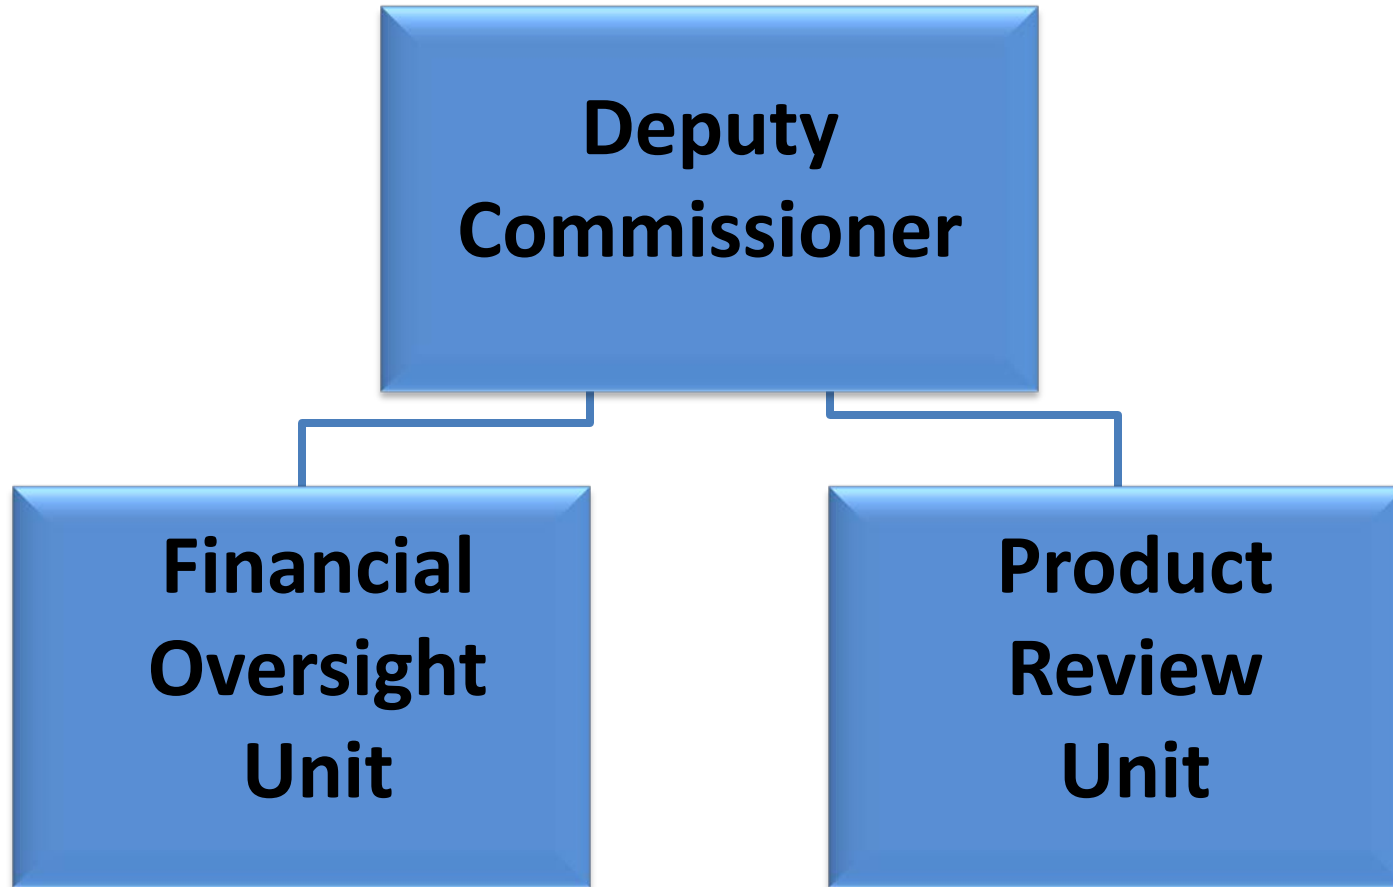 Deputy
Commissioner
Financial
Oversight
Unit
Product
Review
Unit